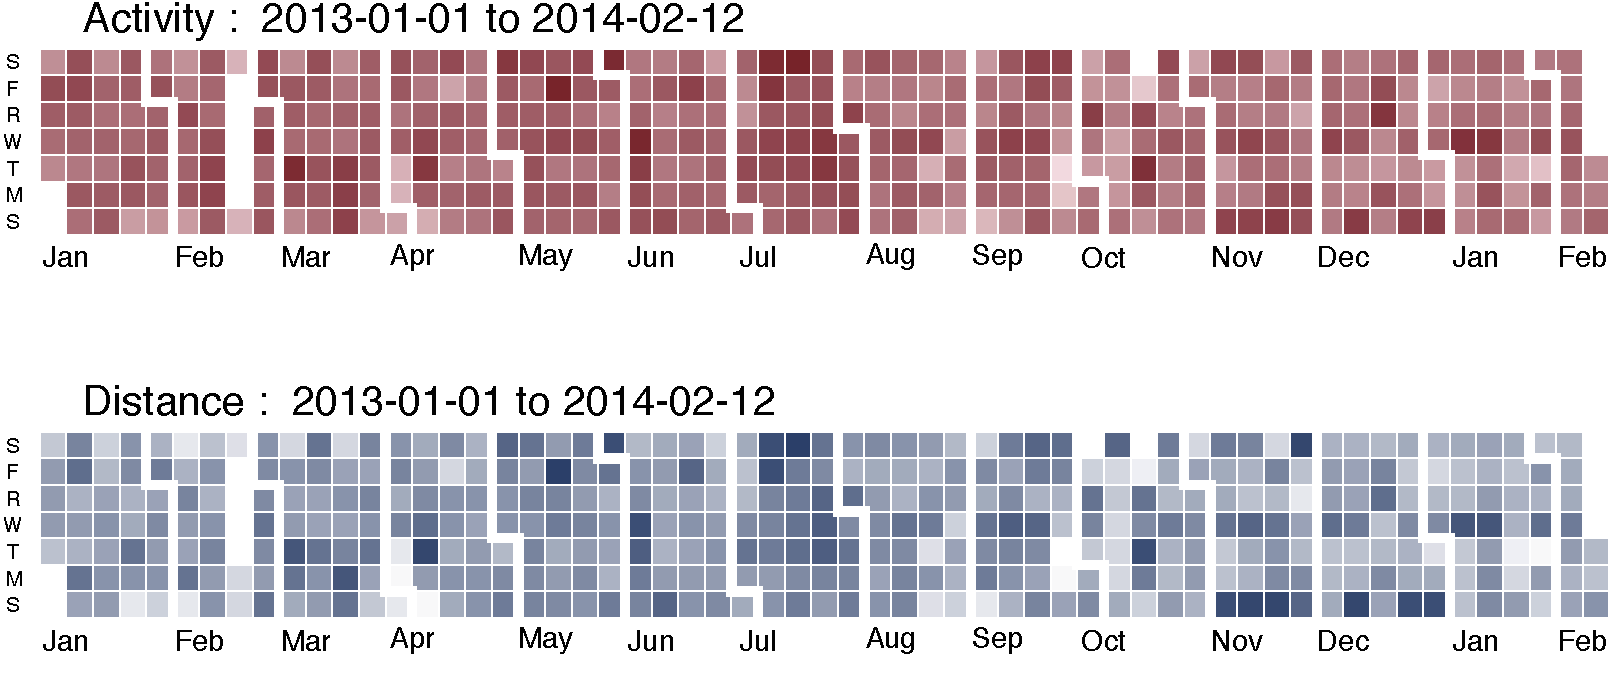 Activity : 2013-01-01 to 2014-02-12
S
F
R
W
T
M
S
Jan Feb Mar Apr May Jun Jul Aug Sep Oct Nov Dec Jan Feb
Distance : 2013-01-01 to 2014-02-12
S
F
R
W
T
M
S
Jan Feb Mar Apr May Jun Jul Aug Sep Oct Nov Dec Jan Feb